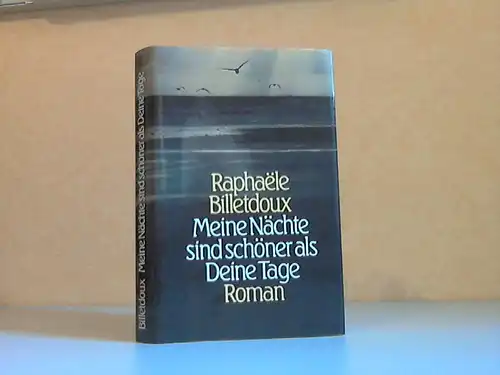 Billetdoux Meine Nächte sind schöner als Deine Tage
Raphaële
Billetdoux
Meine Nächte
sind schöner als
Deine Tage
Roman